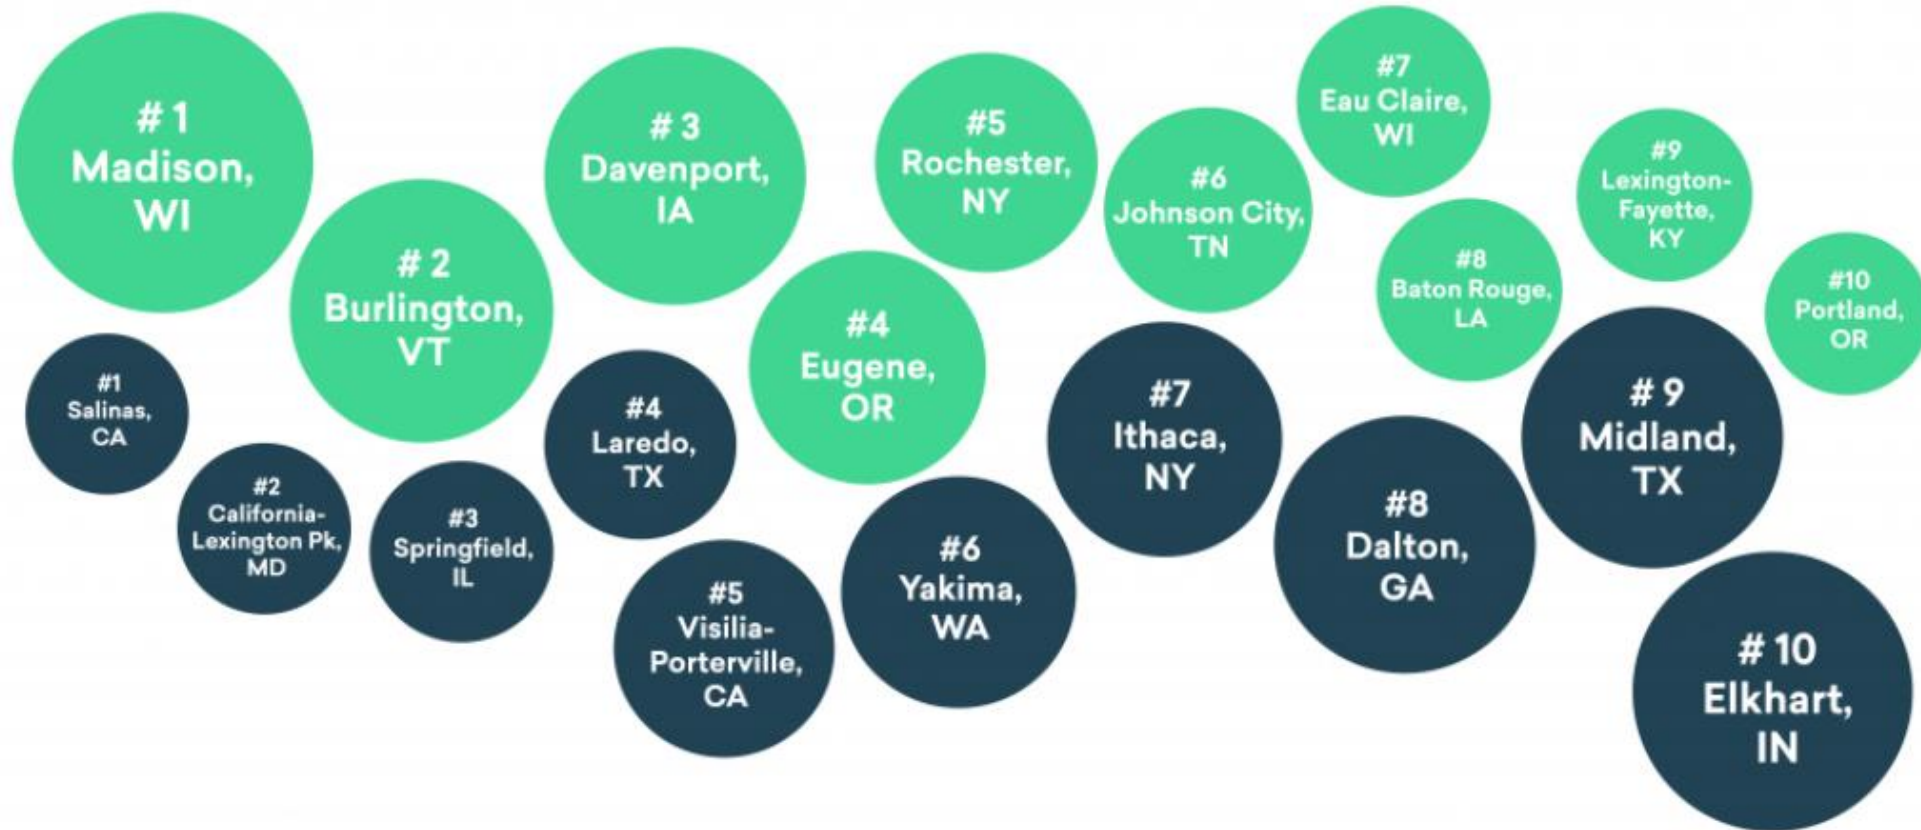 # 1
Madison,
WI
# 2
Burlington,
VT
# 3
Davenport,
IA
#4
Eugene,
OR
#5
Rochester,
NY
#6
Johnson City,
TN
#7
Eau Claire,
WI
#8
Baton Rouge,
LA
#9
Lexington-
Fayette,
KY
#10
Portland,
OR
#1
Salinas,
CA
#2
California-
Lexington Pk,
MD
#3
Springfield,
IL
#4
Laredo,
TX
#5
Visilia-
Porterville,
CA
#6
Yakima,
WA
#7
Ithaca,
NY
#8
Dalton,
GA
# 9
Midland,
TX
# 10
Elkhart,
IN